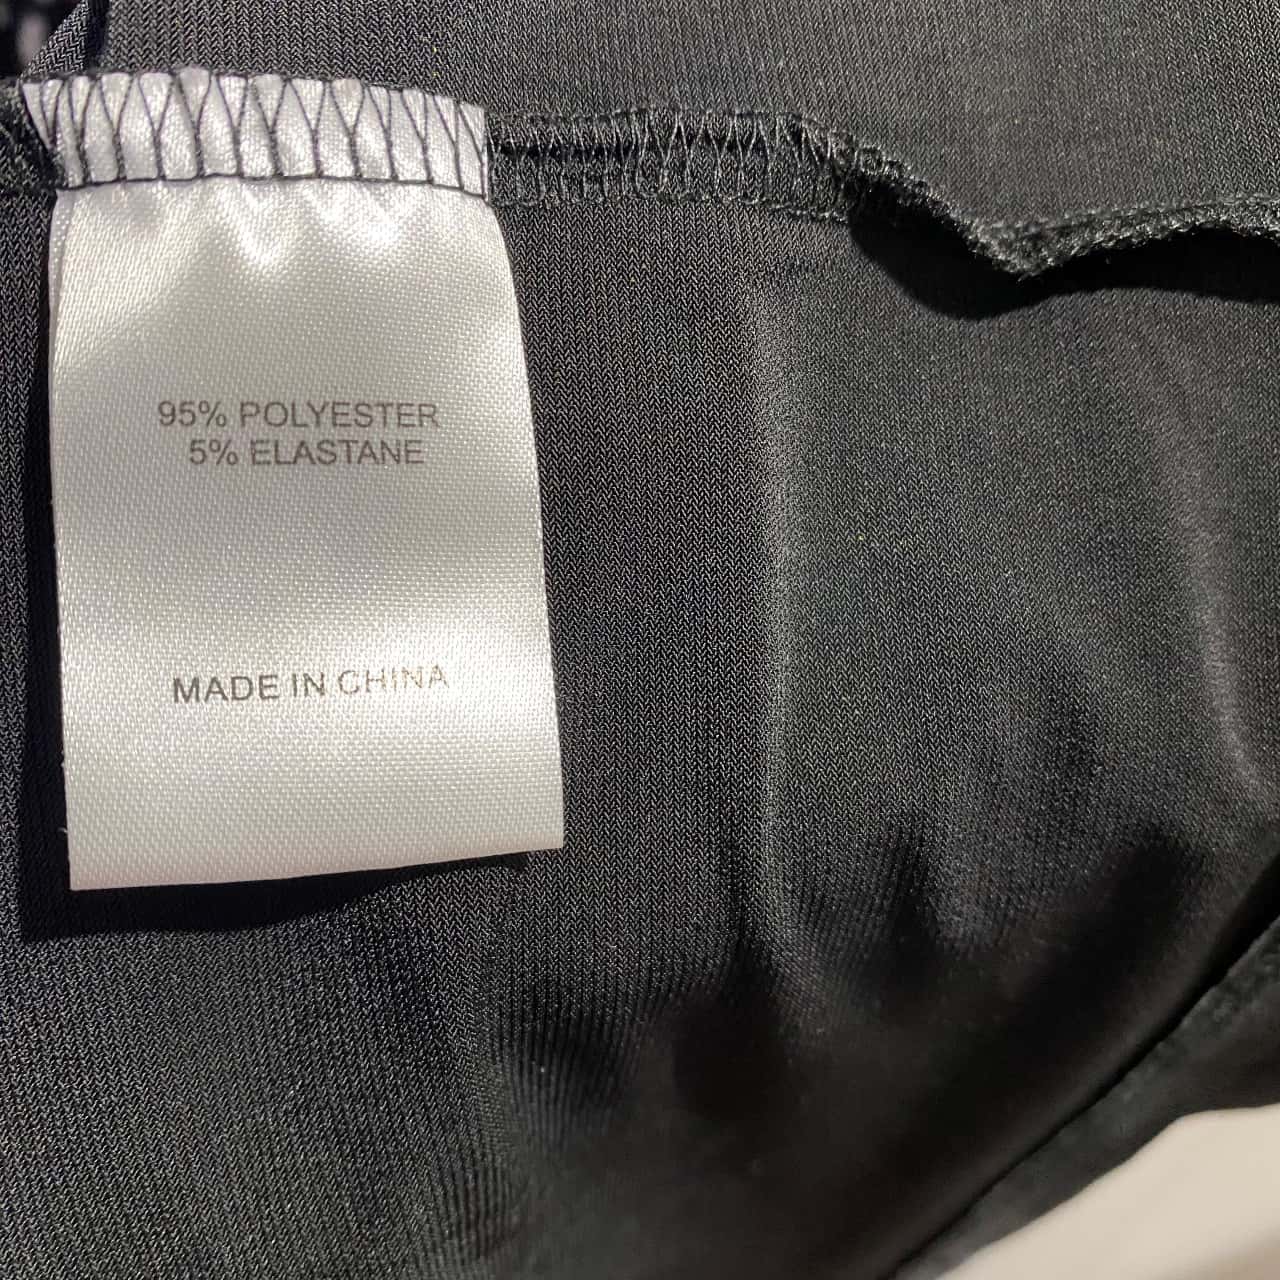 95% POLYESTER
5% ELASTANE
MADE IN CHINA